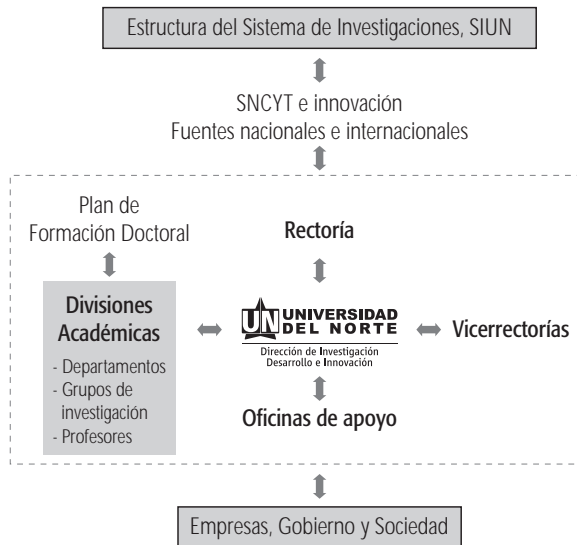 Estructura del Sistema de Investigaciones, SIUN
SNCYT e innovación
Fuentes nacionales e internacionales
Plan de
Formación Doctoral
Rectoría
Divisiones
Académicas
- Departamentos
- Grupos de
investigación
- Profesores
UN UNIVERSIDAD
DEL NORTE
Dirección de Investigación
Desarrollo e Innovación
Vicerrectorías
Oficinas de apoyo
Empresas, Gobierno y Sociedad